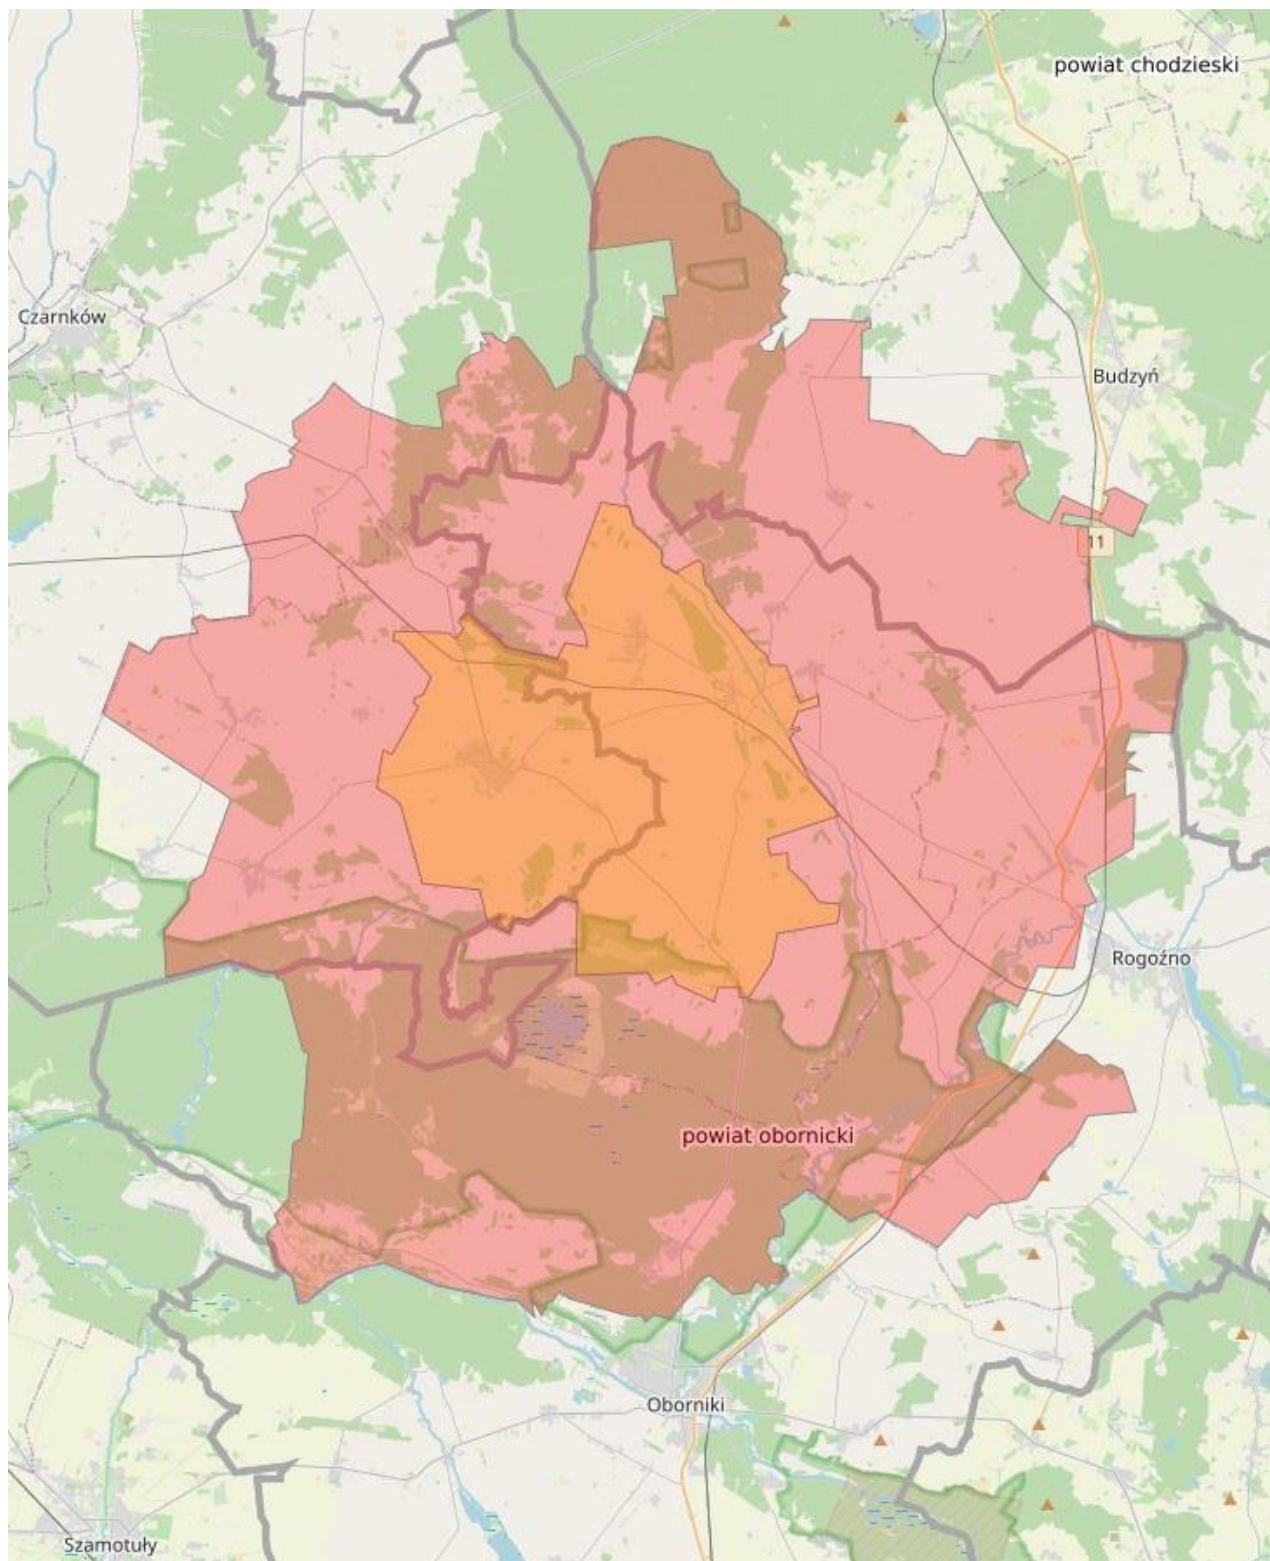 powiat chodzieski
Czarnków
Budzyń
11
Rogoźno
powiat obornicki
Oborniki
Szamotuły